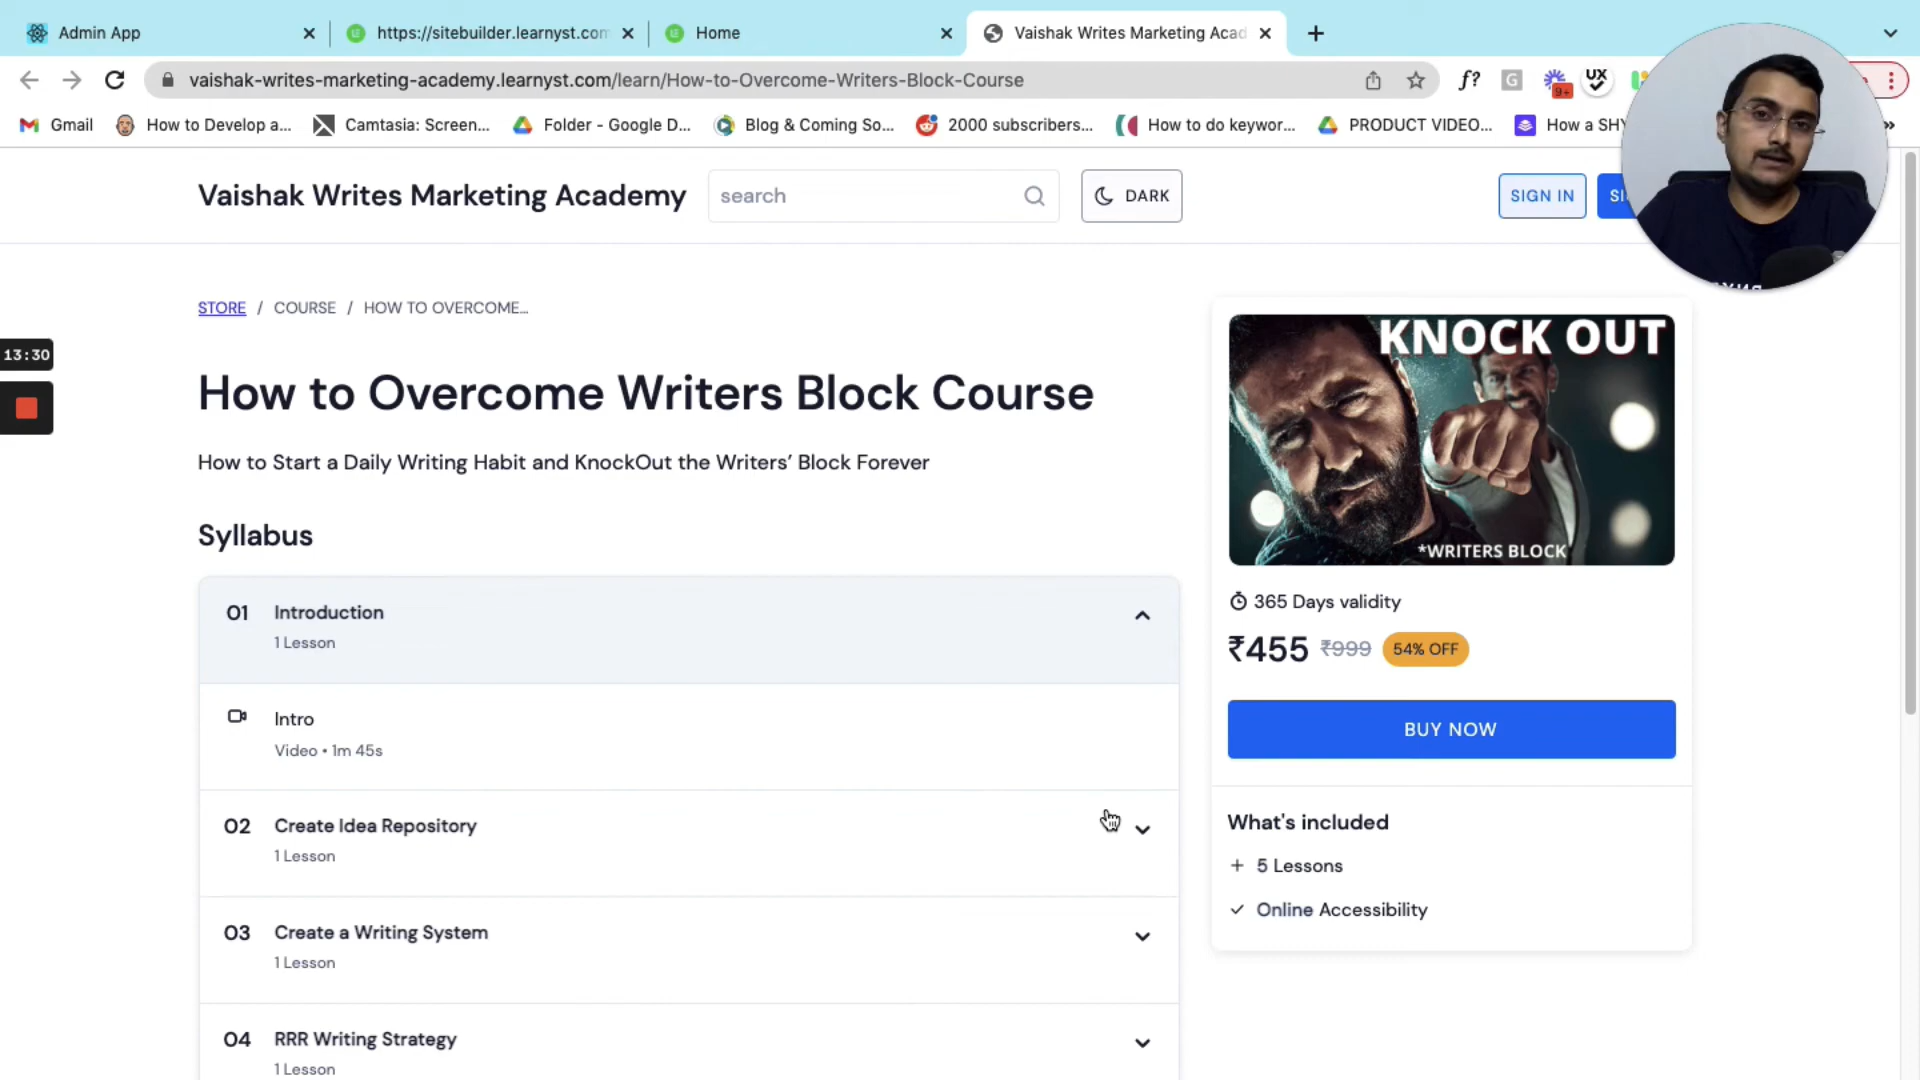 Admin App
https://sitebuilder.learnyst.com
Home
Vaishak Writes Marketing Acad
vaishak-writes-marketing-academy.learnyst.com/learn/How-to-Overcome-Writers-Block-Course
f?
G
9+
UX
Gmail
How to Develop a...
Camtasia: Screen...
Folder - Google D...
Blog & Coming So...
2000 subscribers...
How to do keywor...
PRODUCT VIDEO...
How a SHY
»
Vaishak Writes Marketing Academy
search
DARK
SIGN IN
STORE / COURSE / HOW TO OVERCOME...
13:30
How to Overcome Writers Block Course
How to Start a Daily Writing Habit and KnockOut the Writers’ Block Forever
Syllabus
01 Introduction
1 Lesson
Intro
Video • 1m 45s
02 Create Idea Repository
1 Lesson
03 Create a Writing System
1 Lesson
04 RRR Writing Strategy
1 Lesson
KNOCK OUT
*WRITERS BLOCK
365 Days validity
₹455 ₹999 54% OFF
BUY NOW
What's included
+ 5 Lessons
Online Accessibility